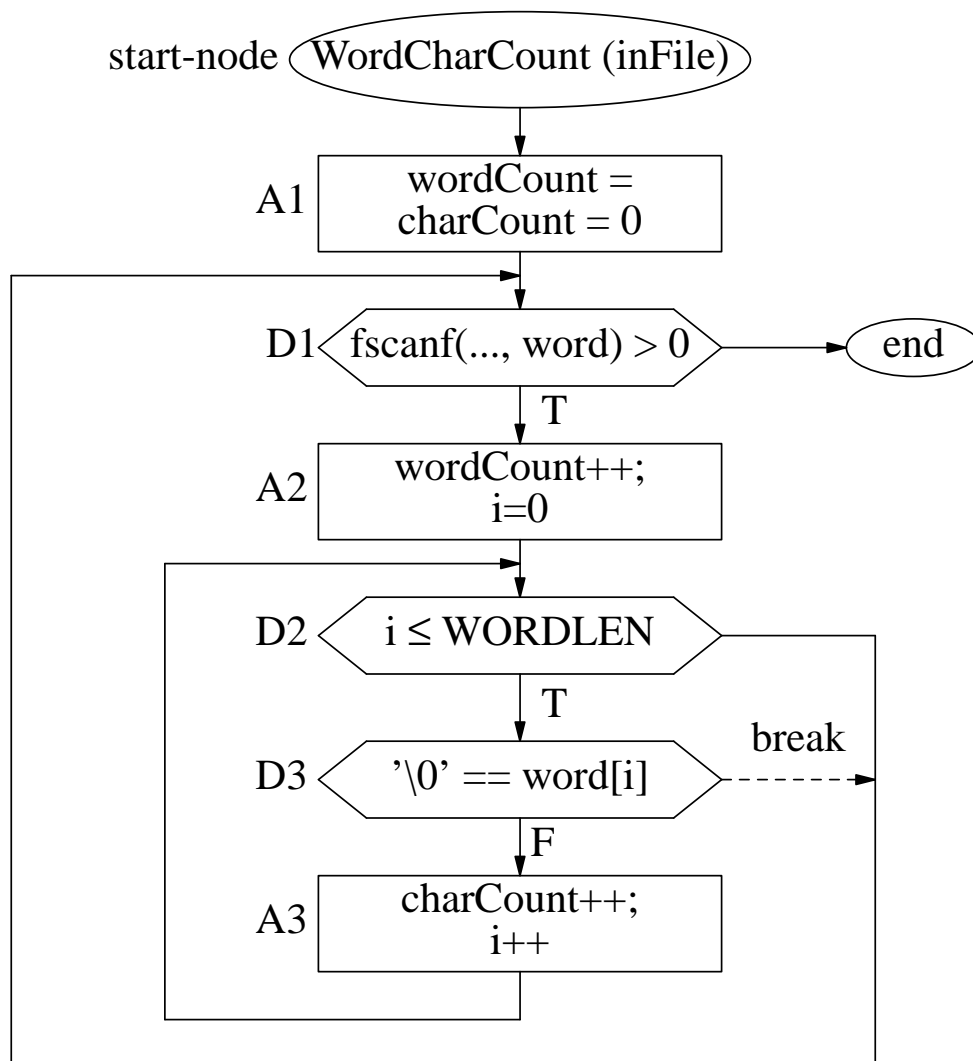 start-node WordCharCount (inFile)
A1
wordCount =
charCount = 0
D1 fscanf(..., word) > 0
end
T
A2
wordCount++;
i=0
D2 i ≤ WORDLEN
T
break
D3 ’\0’ == word[i]
F
A3
charCount++;
i++